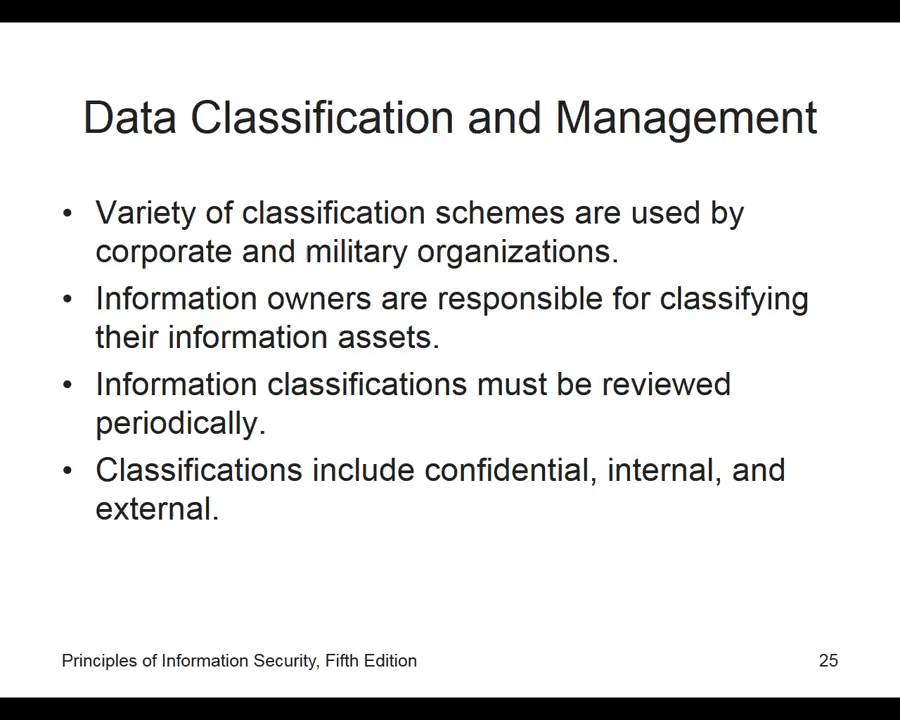 Data Classification and Management
• Variety of classification schemes are used by
corporate and military organizations.
• Information owners are responsible for classifying
their information assets.
• Information classifications must be reviewed
periodically.
• Classifications include confidential, internal, and
external.
Principles of Information Security, Fifth Edition
25